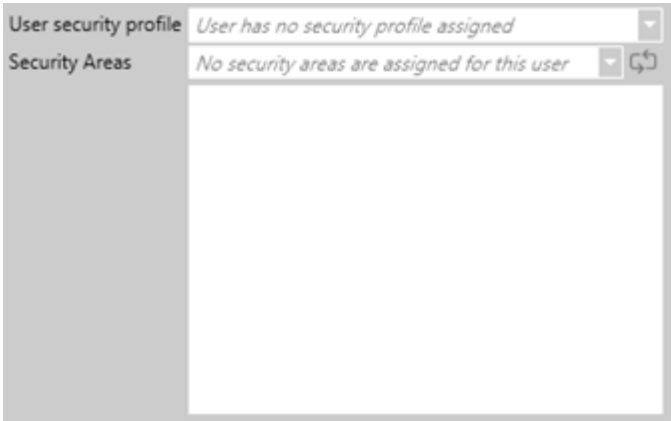 User security profile User has no security profile assigned
Security Areas No security areas are assigned for this user